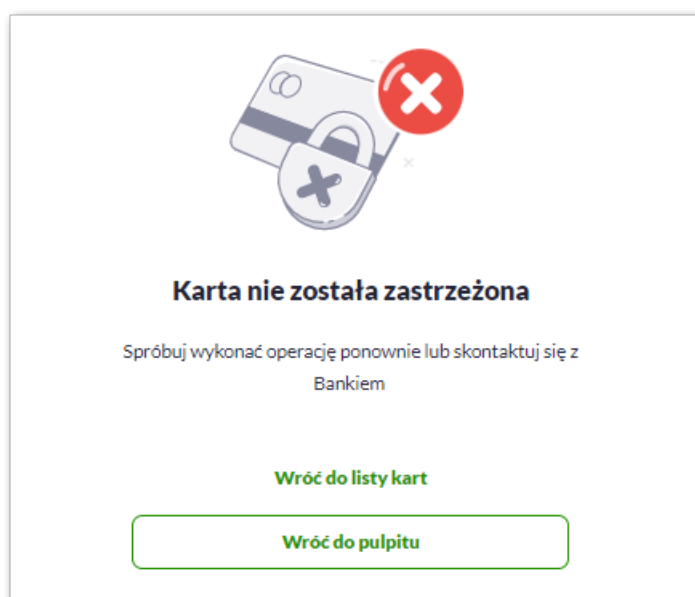 Karta nie została zastrzeżona
Spróbuj wykonać operację ponownie lub skontaktuj się z
Bankiem
Wróć do listy kart
Wróć do pulpitu